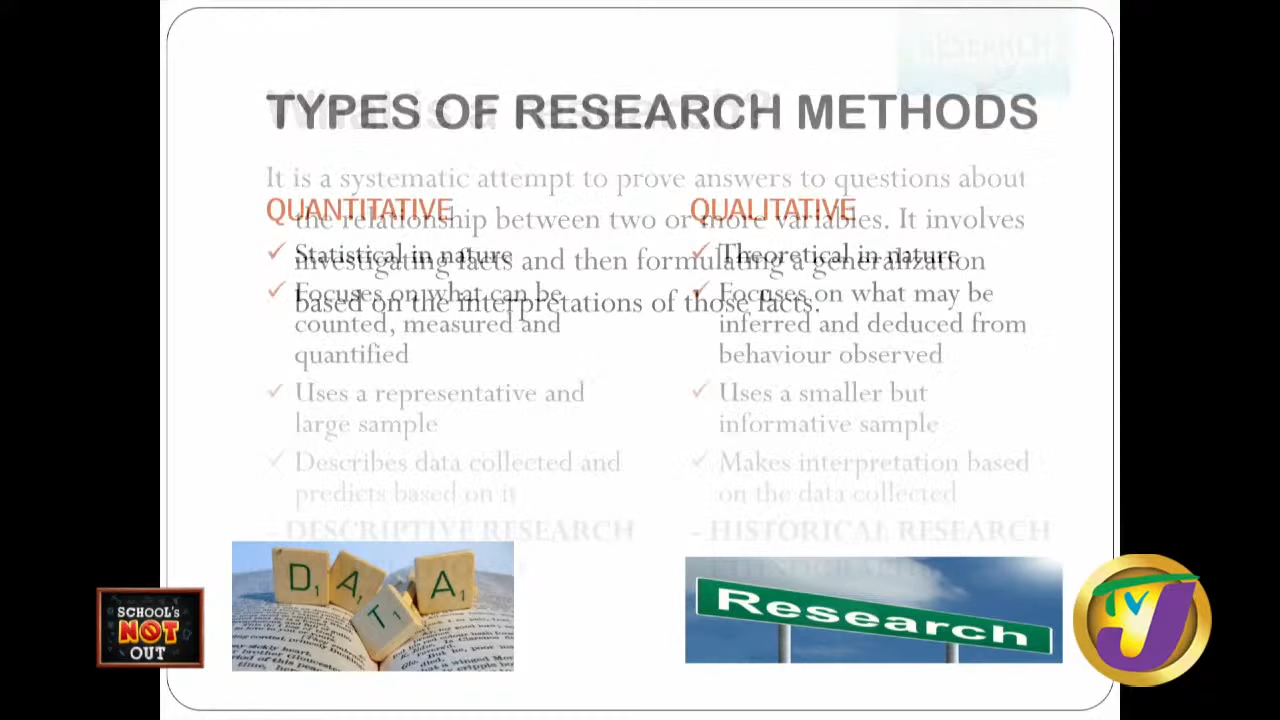 RESEARCH
What is a research?
TYPES OF RESEARCH METHODS
It is a systematic attempt to prove answers to questions about
the relationship between two or more variables. It involves
investigating facts and then formulating a generalization
based on the interpretations of those facts.
QUANTITATIVE
Statistical in nature
Focuses on what can be
counted, measured and
quantified
Uses a representative and
large sample
Describes data collected and
predicts based on it
- DESCRIPTIVE RESEARCH
QUALITATIVE
Theoretical in nature
Focuses on what may be
inferred and deduced from
behaviour observed
Uses a smaller but
informative sample
Makes interpretation based
on the data collected
- HISTORICAL RESEARCH
DATA
Research
SCHOOL'S
NOT
OUT
TVJ